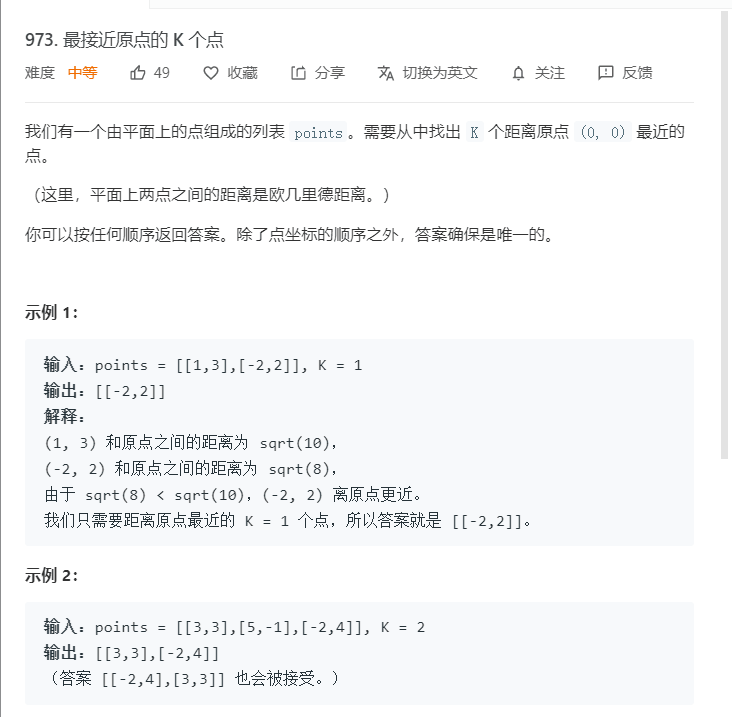 973. 最接近原点的 K 个点
难度 中等 49 收藏 分享 切换为英文 关注 反馈
我们有一个由平面上的点组成的列表 points。需要从中找出 K 个距离原点 (0, 0) 最近的
点。
（这里，平面上两点之间的距离是欧几里德距离。）
你可以按任何顺序返回答案。除了点坐标的顺序之外，答案确保是唯一的。
示例 1：
输入：points = [[1,3],[-2,2]], K = 1
输出：[[-2,2]]
解释：
(1, 3) 和原点之间的距离为 sqrt(10)，
(-2, 2) 和原点之间的距离为 sqrt(8)，
由于 sqrt(8) < sqrt(10)，(-2, 2) 离原点更近。
我们只需要距离原点最近的 K = 1 个点，所以答案就是 [[-2,2]]。
示例 2：
输入：points = [[3,3],[5,-1],[-2,4]], K = 2
输出：[[3,3],[-2,4]]
（答案 [[-2,4],[3,3]] 也会被接受。）